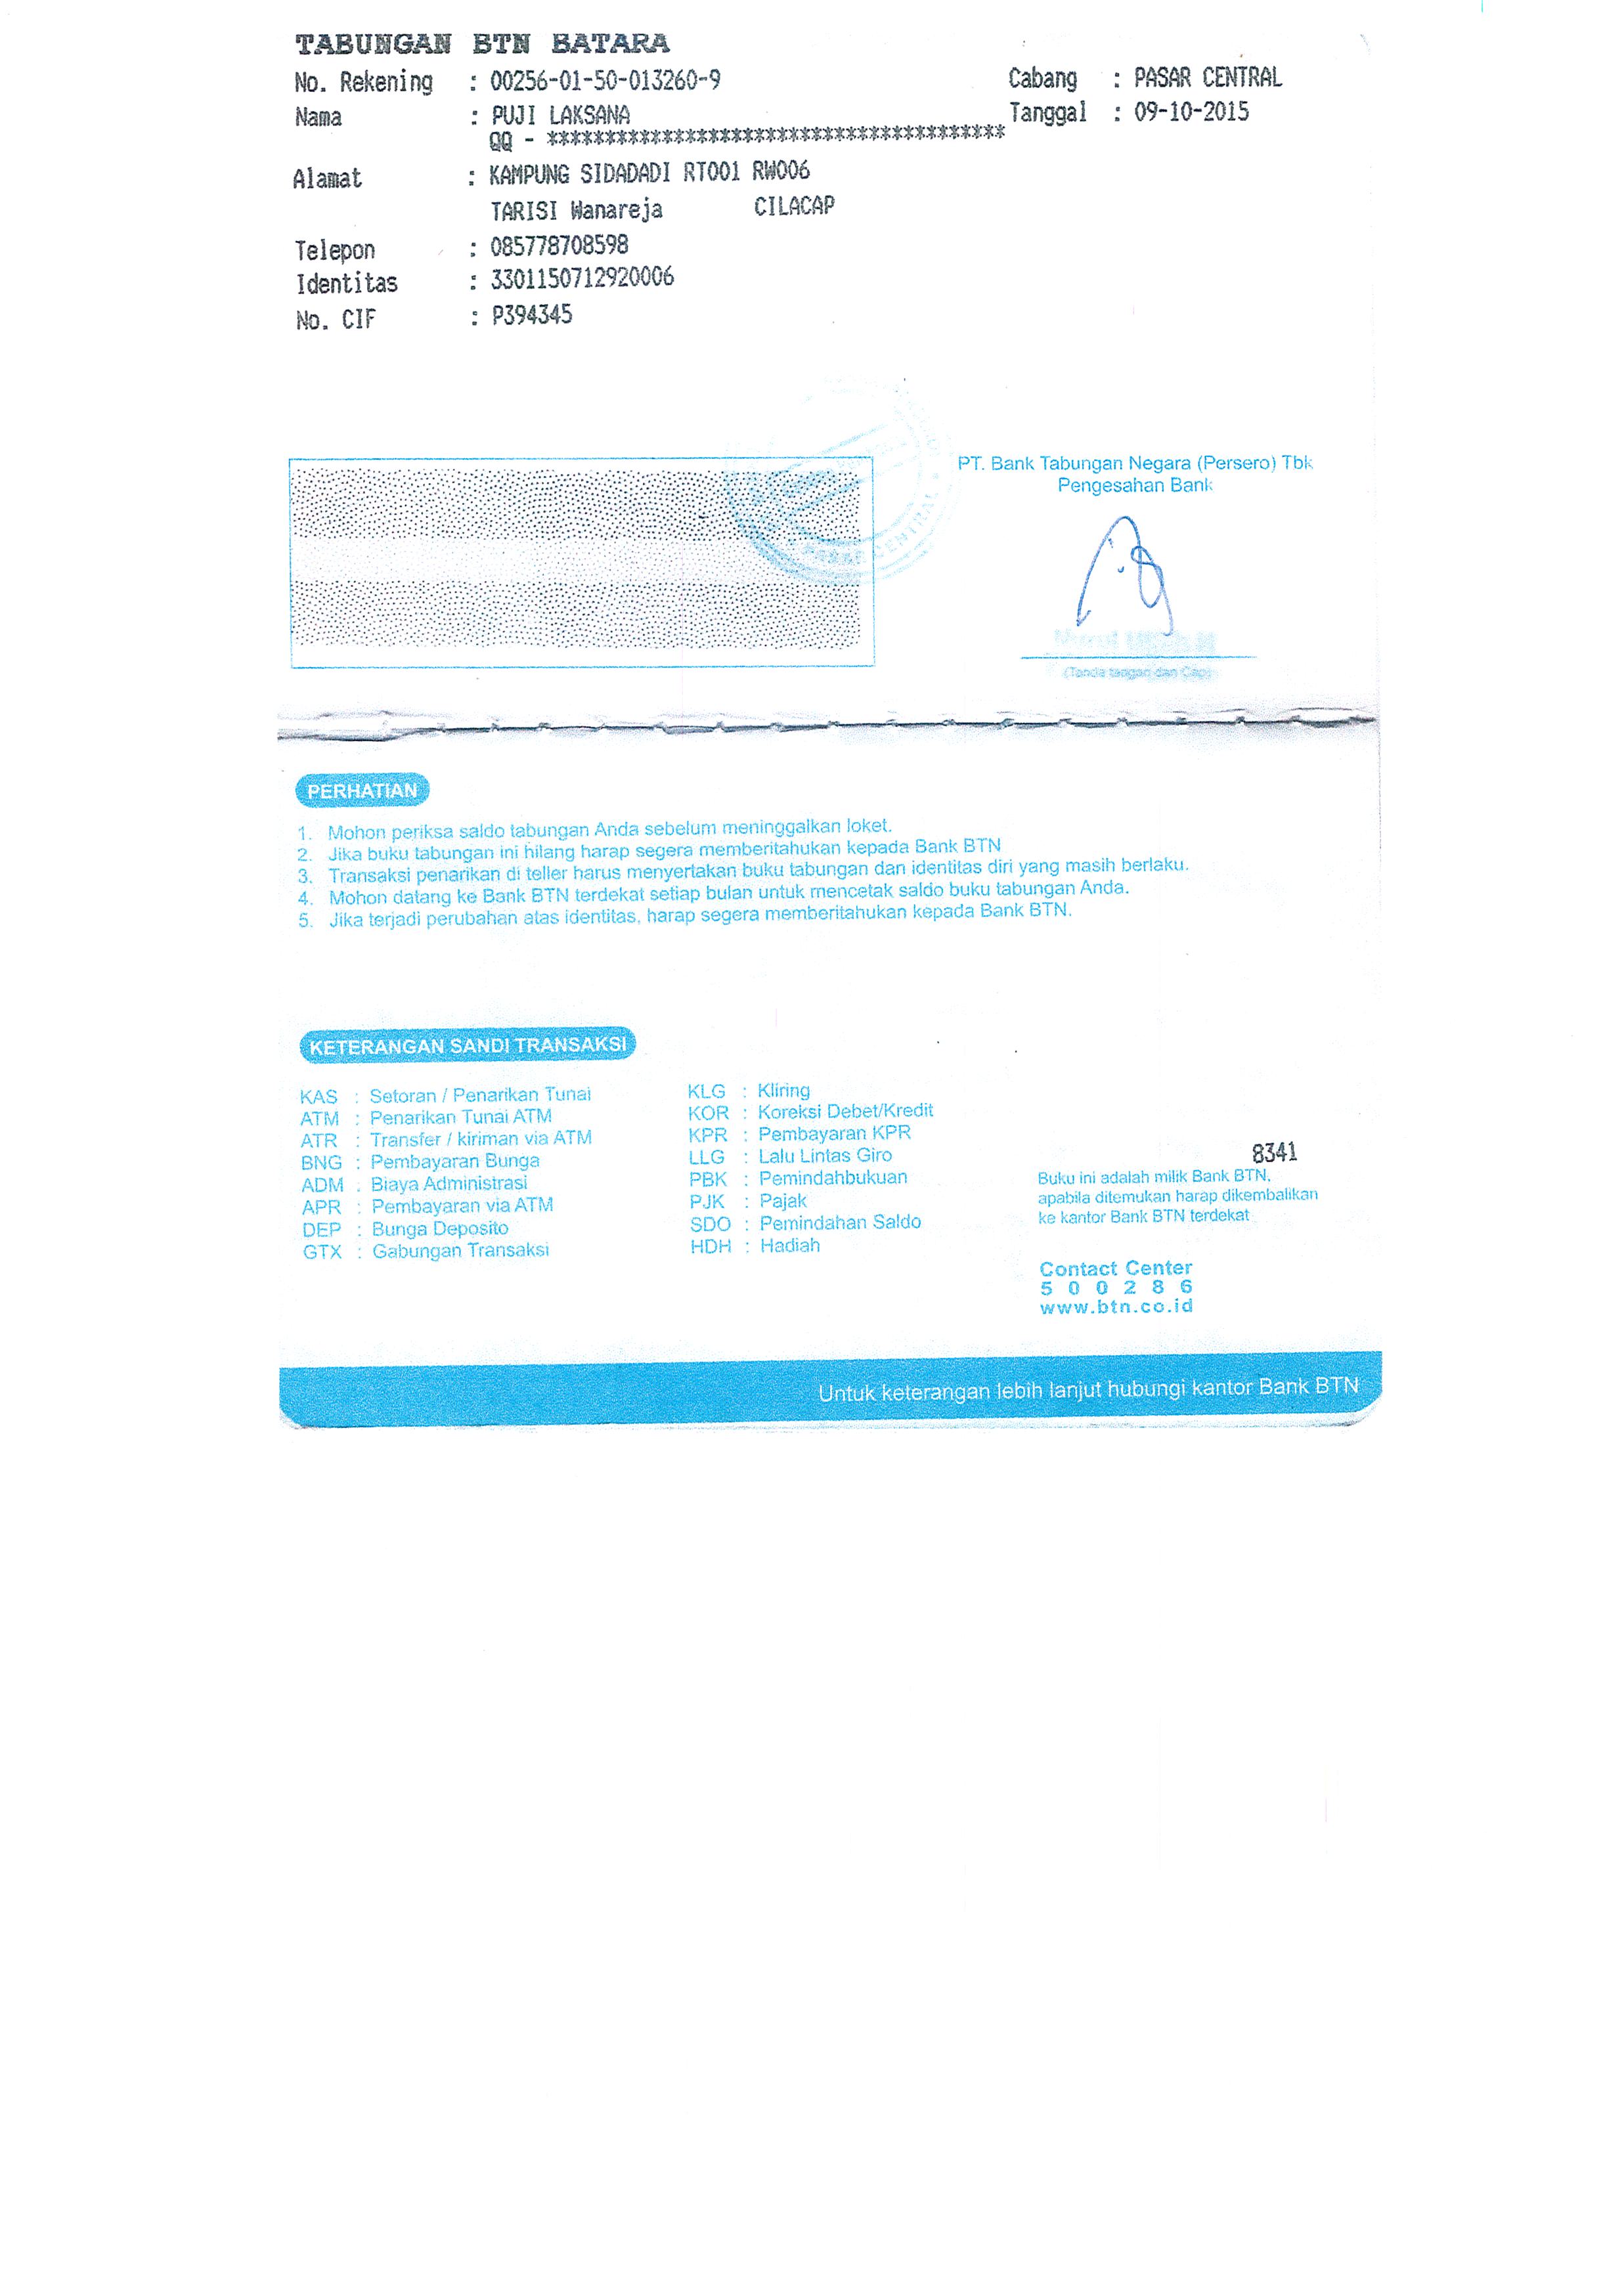 TABUNGAN BTN BATARA
No. Rekening : 00256-01-50-013260-9
Cabang : PASAR CENTRAL
Nama : PUJI LAKSANA
Tanggal : 09-10-2015
QQ - ****************************************
Alamat : KAMPUNG SIDADADI RT001 RW006
TARISI Wanareja CILACAP
Telepon : 085778708598
Identitas : 3301150712920006
No. CIF : P394345
PT. Bank Tabungan Negara (Persero) Tbk
Pengesahan Bank
(Tanda tangan dan Cap)
PERHATIAN
1. Mohon periksa saldo tabungan Anda sebelum meninggalkan loket.
2. Jika buku tabungan ini hilang harap segera memberitahukan kepada Bank BTN
3. Transaksi penarikan di teller harus menyertakan buku tabungan dan identitas diri yang masih berlaku.
4. Mohon datang ke Bank BTN terdekat setiap bulan untuk mencetak saldo buku tabungan Anda.
5. Jika terjadi perubahan atas identitas, harap segera memberitahukan kepada Bank BTN.
KETERANGAN SANDI TRANSAKSI
KAS : Setoran / Penarikan Tunai
ATM : Penarikan Tunai ATM
ATR : Transfer / kiriman via ATM
BNG : Pembayaran Bunga
ADM : Biaya Administrasi
APR : Pembayaran via ATM
DEP : Bunga Deposito
GTX : Gabungan Transaksi
KLG : Kliring
KOR : Koreksi Debet/Kredit
KPR : Pembayaran KPR
LLG : Lalu Lintas Giro
PBK : Pemindahbukuan
PJK : Pajak
SDO : Pemindahan Saldo
HDH : Hadiah
8341
Buku ini adalah milik Bank BTN,
apabila ditemukan harap dikembalikan
ke kantor Bank BTN terdekat
Contact Center
5 0 0 2 8 6
www.btn.co.id
Untuk keterangan lebih lanjut hubungi kantor Bank BTN